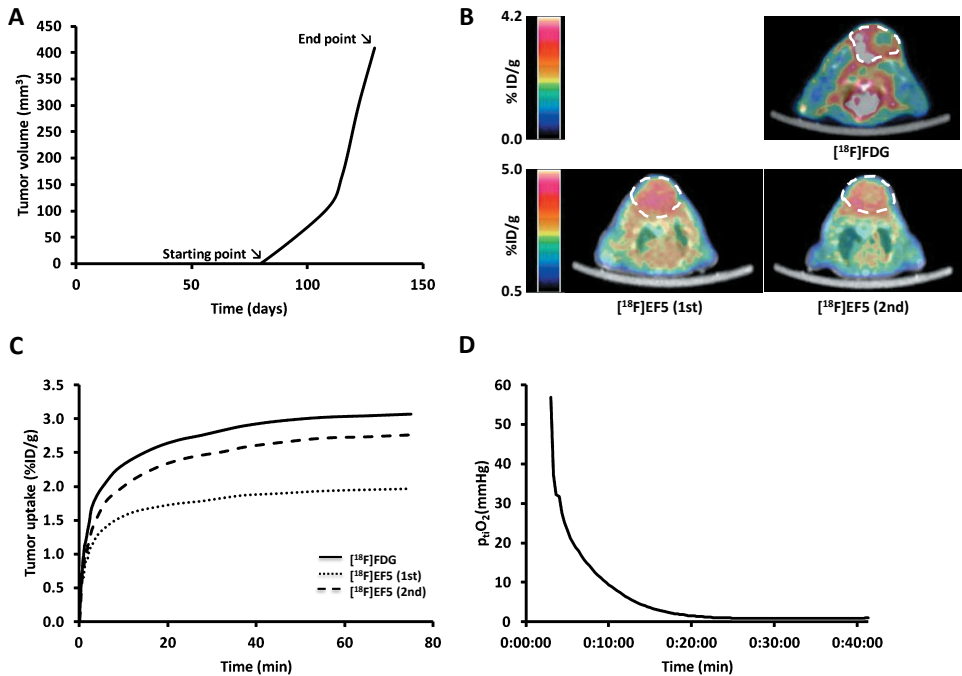 A
450
400
350
300
250
200
150
100
50
0
Tumor volume (mm³)
End point
Starting point
0 50 100 150
Time (days)
B
4.2
% ID/g
0.0
[¹⁸F]FDG
5.0
%ID/g
0.5
[¹⁸F]EF5 (1st)
[¹⁸F]EF5 (2nd)
C
3.5
3.0
2.5
2.0
1.5
1.0
0.5
0.0
Tumor uptake (%ID/g)
[¹⁸F]FDG
[¹⁸F]EF5 (1st)
[¹⁸F]EF5 (2nd)
0 20 40 60 80
Time (min)
D
60
50
40
30
20
10
0
pₜᵢO₂(mmHg)
0:00:00 0:10:00 0:20:00 0:30:00 0:40:00
Time (min)